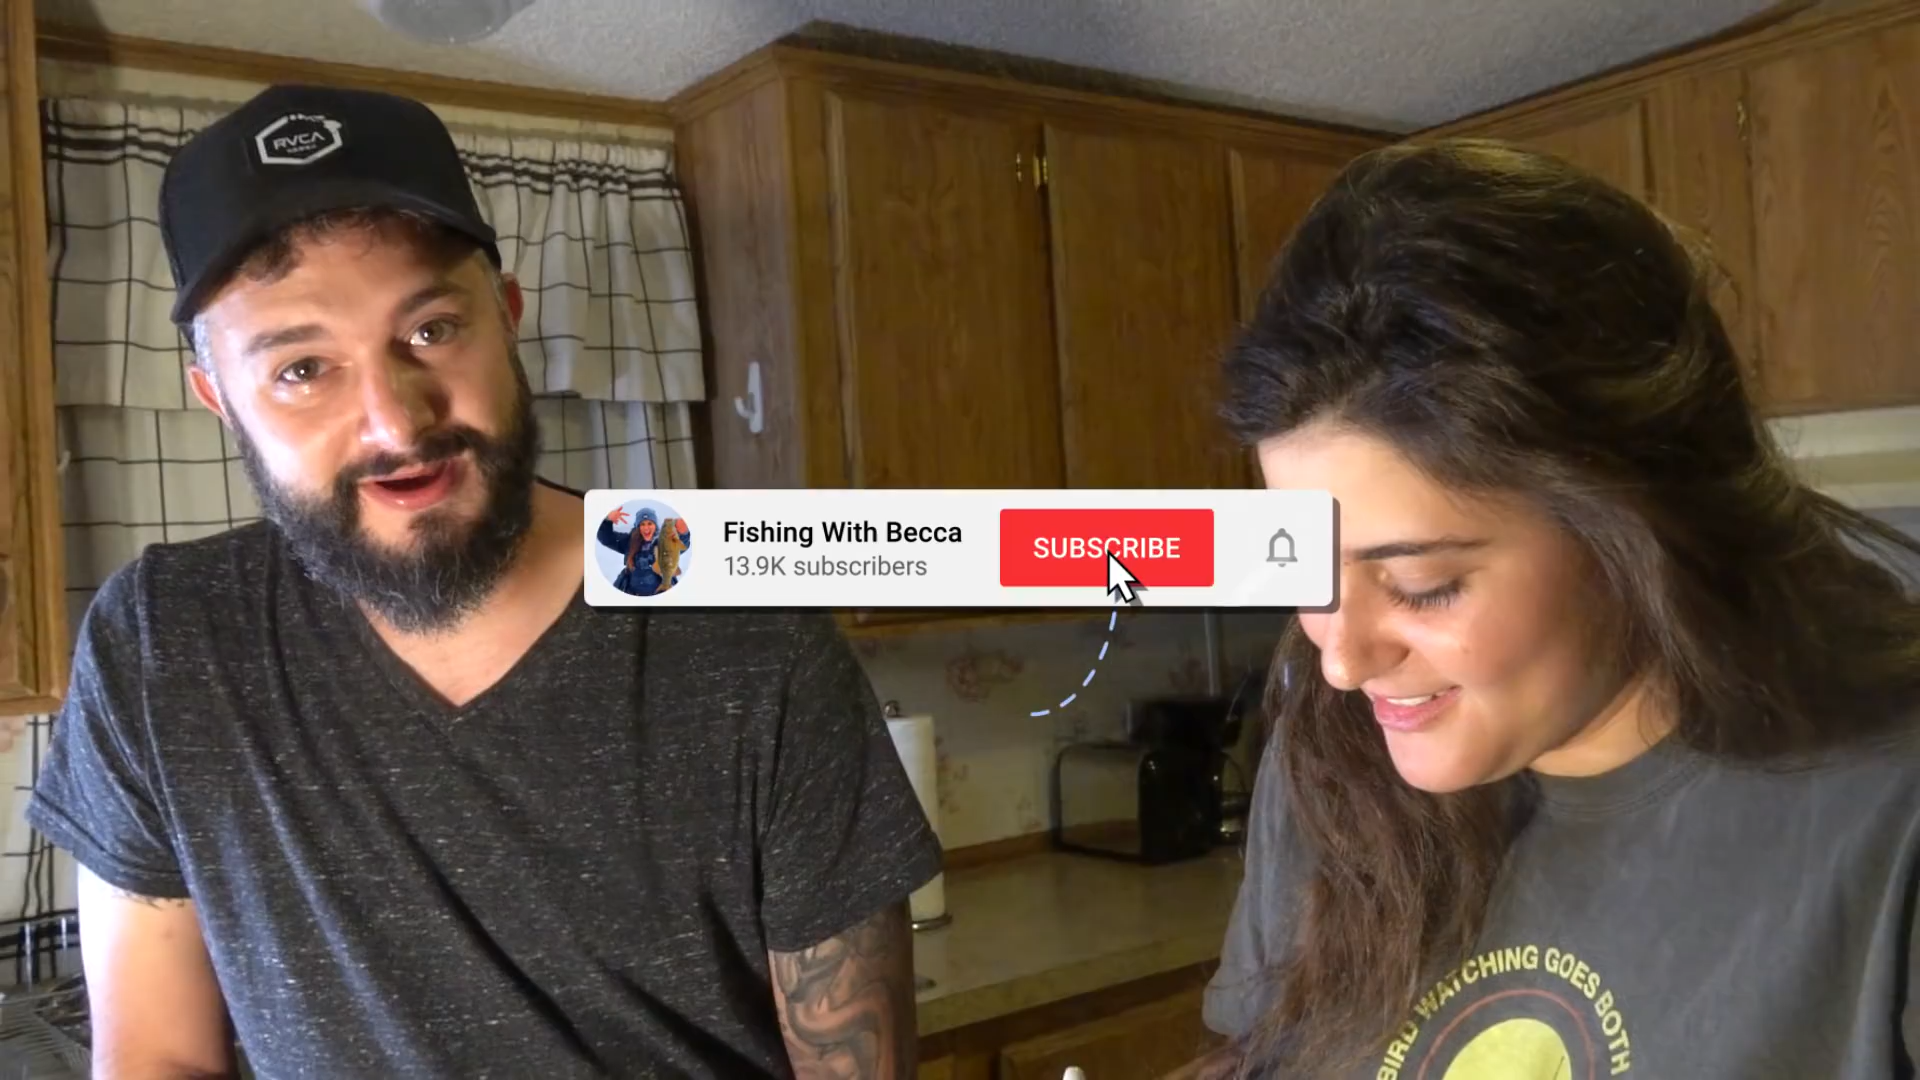 RVCA
Fishing With Becca
13.9K subscribers
SUBSCRIBE
BIRD WATCHING GOES BOTH